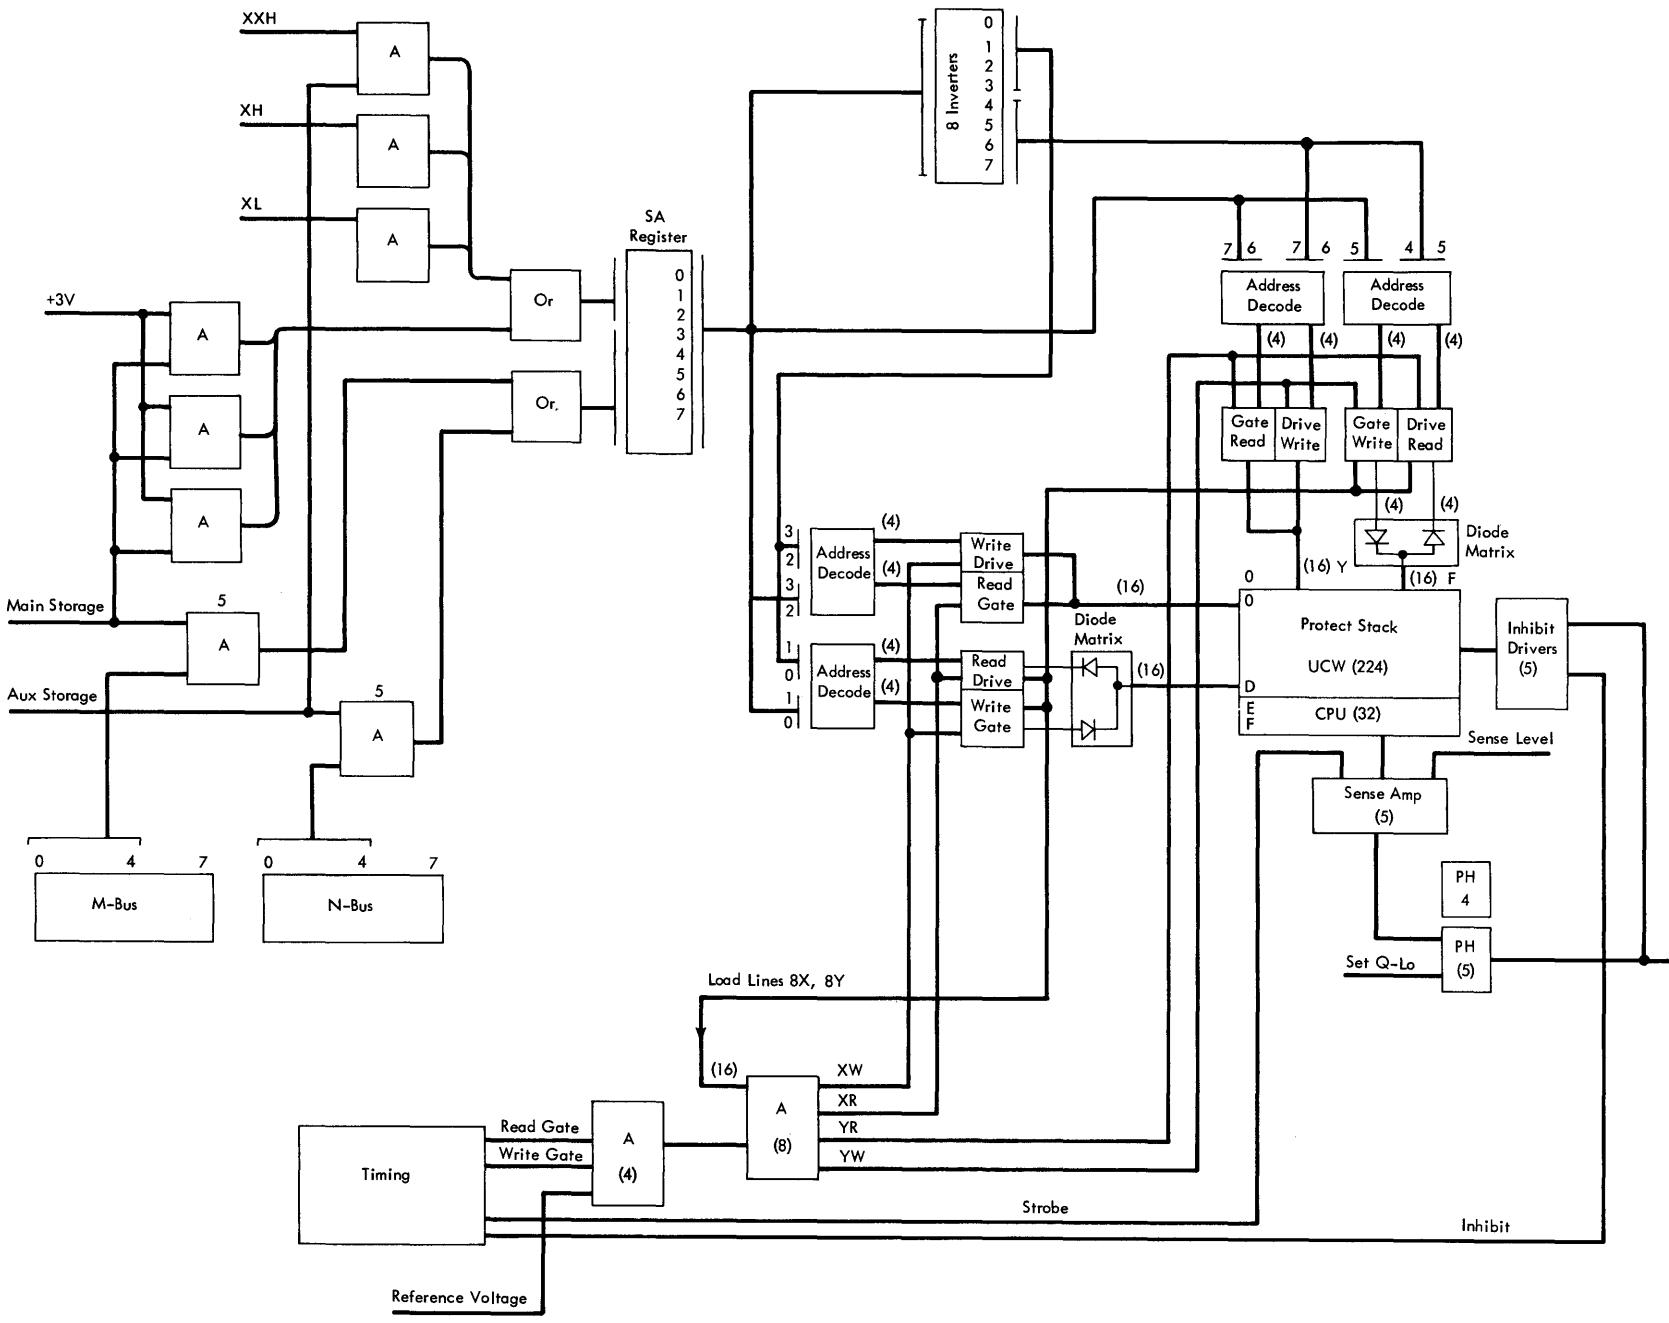 XXH
A
XH
A
XL
A
+3V
A
A
A
Or
Or.
SA
Register
0
1
2
3
4
5
6
7
8 Inverters
0
1
2
3
4
5
6
7
7 6
7 6
5
4 5
Address
Decode
Address
Decode
(4)
(4)
(4)
(4)
Gate
Read
Drive
Write
Gate
Write
Drive
Read
(4)
(4)
Diode
Matrix
(16) Y
(16) F
3
2
3
2
Address
Decode
(4)
(4)
Write
Drive
Read
Gate
(16)
1
0
1
0
Address
Decode
(4)
(4)
Read
Drive
Write
Gate
Diode
Matrix
(16)
0
0
D
E
F
Protect Stack
UCW (224)
CPU (32)
Inhibit
Drivers
(5)
Sense Level
Sense Amp
(5)
PH
4
PH
(5)
Set Q-Lo
Main Storage
5
A
Aux Storage
5
A
0 4 7
M-Bus
0 4 7
N-Bus
Load Lines 8X, 8Y
(16)
A
(8)
XW
XR
YR
YW
Timing
Read Gate
Write Gate
A
(4)
Strobe
Inhibit
Reference Voltage